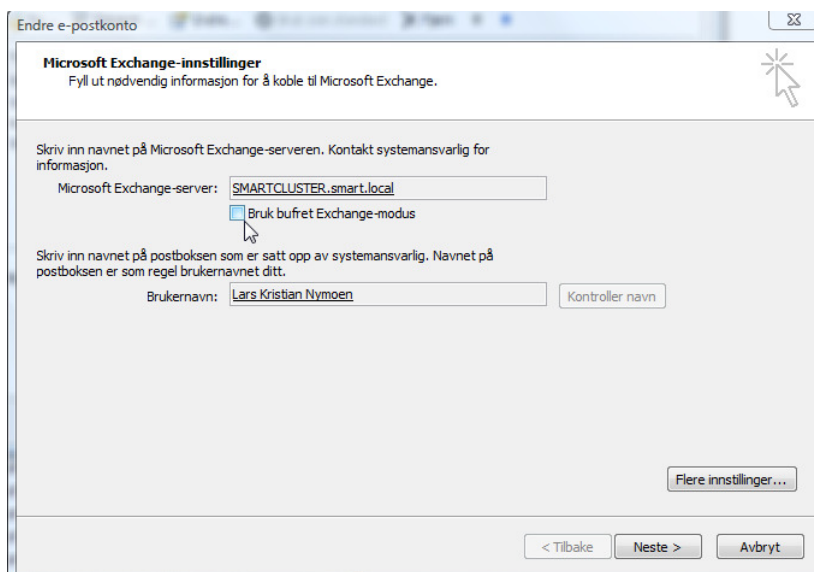 Endre e-postkonto
Microsoft Exchange-innstillinger
Fyll ut nødvendig informasjon for å koble til Microsoft Exchange.
Skriv inn navnet på Microsoft Exchange-serveren. Kontakt systemansvarlig for
informasjon.
Microsoft Exchange-server: SMARTCLUSTER.smart.local
Bruk bufret Exchange-modus
Skriv inn navnet på postboksen som er satt opp av systemansvarlig. Navnet på
postboksen er som regel brukernavnet ditt.
Brukernavn: Lars Kristian Nymoen Kontroller navn
Flere innstillinger...
< Tilbake Neste > Avbryt